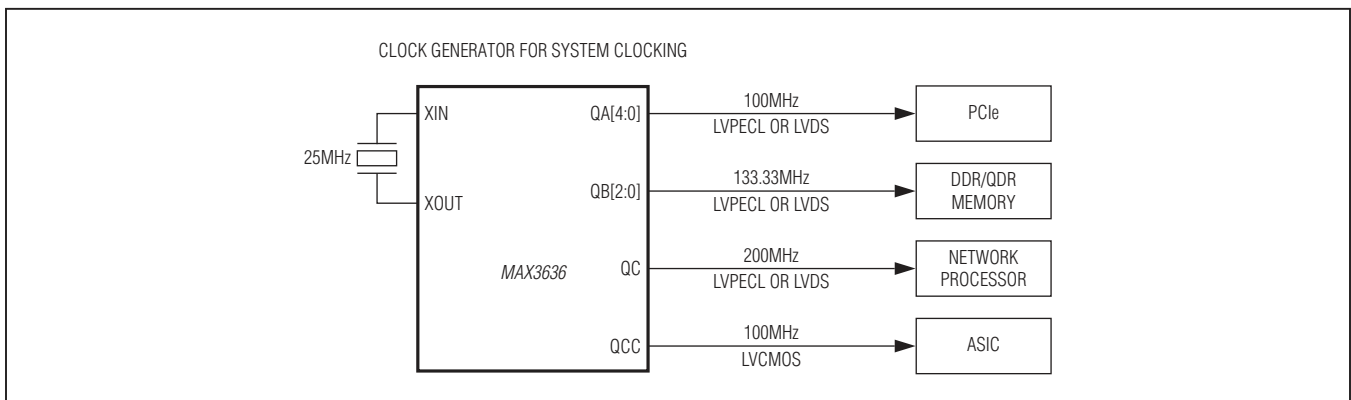 CLOCK GENERATOR FOR SYSTEM CLOCKING
XIN
QA[4:0]
100MHz
LVPECL OR LVDS
PCIe
25MHz
XOUT
QB[2:0]
133.33MHz
LVPECL OR LVDS
DDR/QDR
MEMORY
MAX3636
QC
200MHz
LVPECL OR LVDS
NETWORK
PROCESSOR
QCC
100MHz
LVCMOS
ASIC